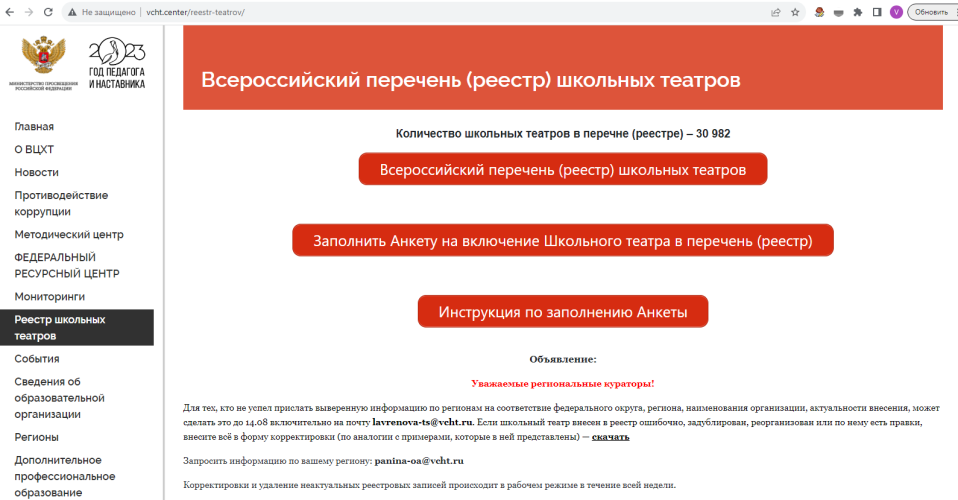 Не защищено | vcht.center/reestr-teatrov/
Обновить
МИНИСТЕРСТВО ПРОСВЕЩЕНИЯ
РОССИЙСКОЙ ФЕДЕРАЦИИ
2023
ГОД ПЕДАГОГА
И НАСТАВНИКА
Главная
О ВЦХТ
Новости
Противодействие
коррупции
Методический центр
ФЕДЕРАЛЬНЫЙ
РЕСУРСНЫЙ ЦЕНТР
Мониторинги
Реестр школьных
театров
События
Сведения об
образовательной
организации
Регионы
Дополнительное
профессиональное
образование
Всероссийский перечень (реестр) школьных театров
Количество школьных театров в перечне (реестре) – 30 982
Всероссийский перечень (реестр) школьных театров
Заполнить Анкету на включение Школьного театра в перечень (реестр)
Инструкция по заполнению Анкеты
Объявление:
Уважаемые региональные кураторы!
Для тех, кто не успел прислать выверенную информацию по регионам на соответствие федерального округа, региона, наименования организации, актуальности внесения, может
сделать это до 14.08 включительно на почту lavrenova-ts@vcht.ru. Если школьный театр внесен в реестр ошибочно, задублирован, реорганизован или по нему есть правки,
внесите всё в форму корректировки (по аналогии с примерами, которые в ней представлены) — скачать
Запросить информацию по вашему региону: panina-oa@vcht.ru
Корректировки и удаление неактуальных реестровых записей происходит в рабочем режиме в течение всей недели.